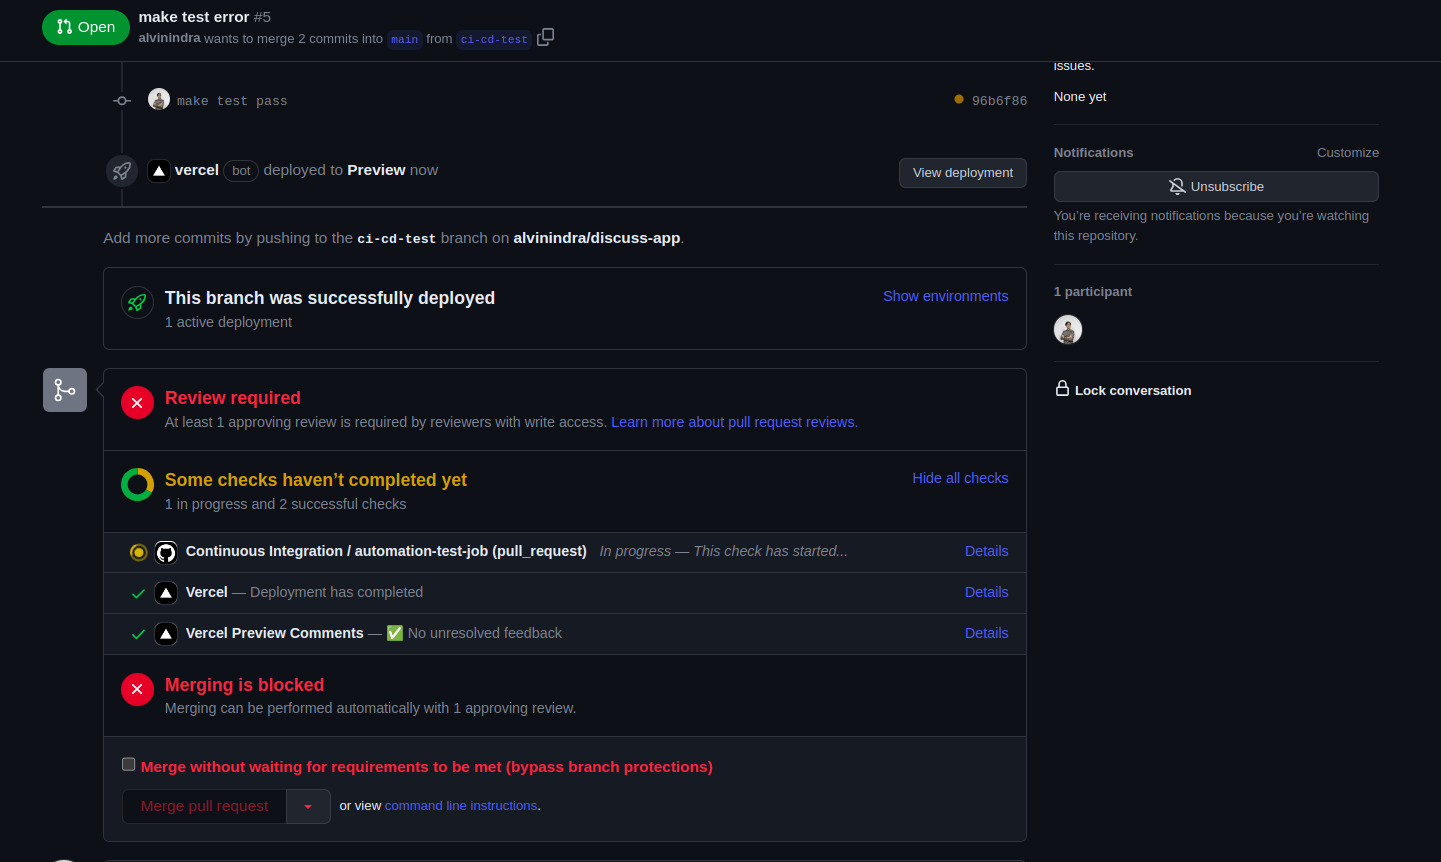 Open
make test error #5
alvinindra wants to merge 2 commits into main from ci-cd-test
issues.
make test pass
96b6f86
None yet
vercel bot deployed to Preview now
View deployment
Notifications
Customize
Unsubscribe
You're receiving notifications because you're watching
this repository.
Add more commits by pushing to the ci-cd-test branch on alvinindra/discuss-app.
This branch was successfully deployed
1 active deployment
Show environments
1 participant
Lock conversation
Review required
At least 1 approving review is required by reviewers with write access. Learn more about pull request reviews.
Some checks haven’t completed yet
1 in progress and 2 successful checks
Hide all checks
Continuous Integration / automation-test-job (pull_request) In progress — This check has started...
Details
Vercel — Deployment has completed
Details
Vercel Preview Comments — ✅ No unresolved feedback
Details
Merging is blocked
Merging can be performed automatically with 1 approving review.
Merge without waiting for requirements to be met (bypass branch protections)
Merge pull request
or view command line instructions.